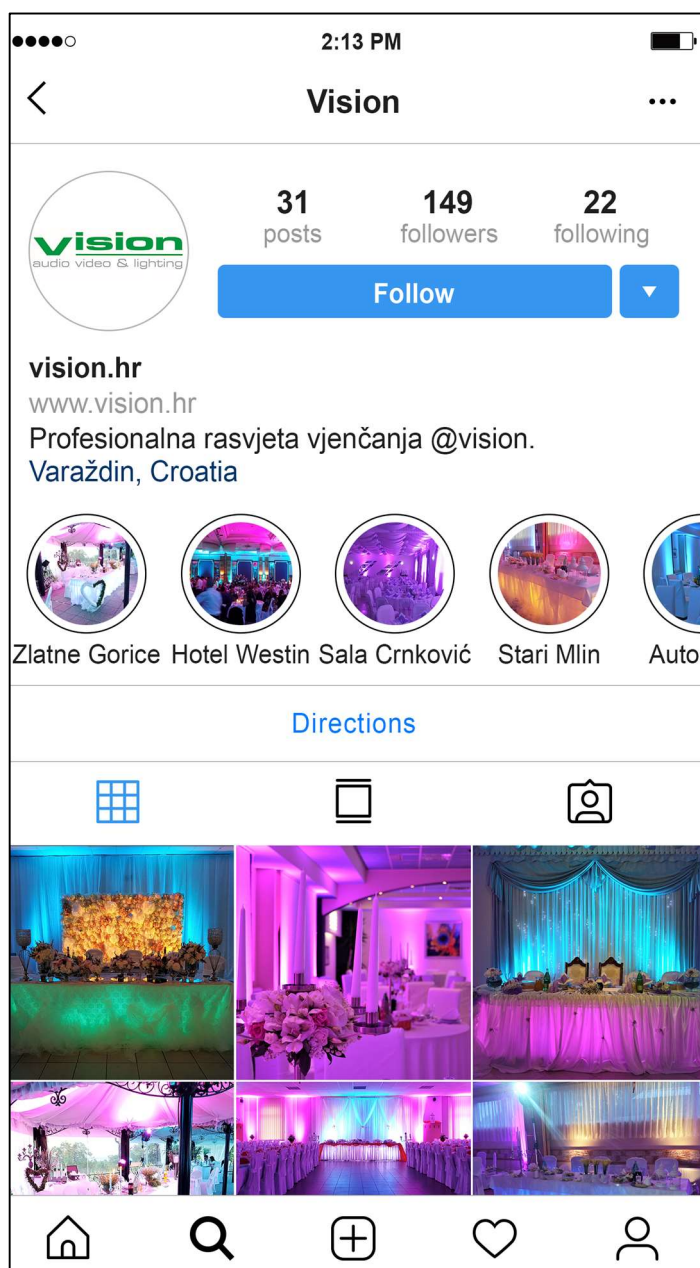 2:13 PM
Vision
31 149 22
posts followers following
vision
audio video & lighting
Follow
vision.hr
www.vision.hr
Profesionalna rasvjeta vjenčanja @vision.
Varaždin, Croatia
Zlatne Gorice Hotel Westin Sala Crnković Stari Mlin Auto
Directions